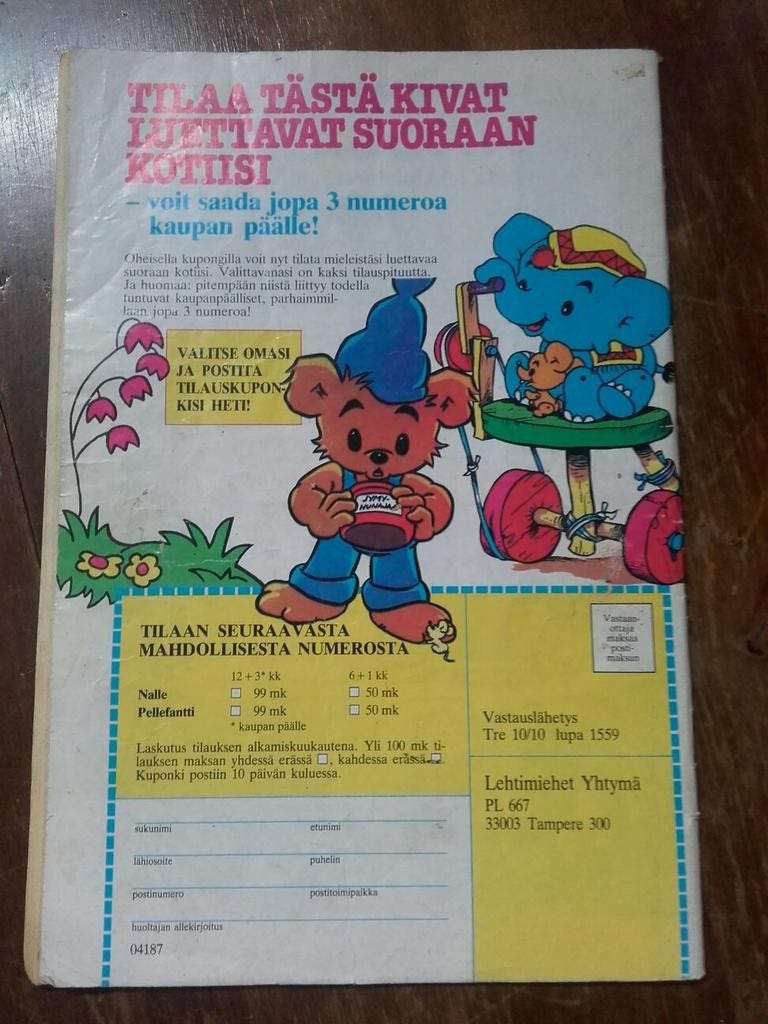 TILAA TÄSTÄ KIVAT
LUETTAVAT SUORAAN
KOTIISI
– voit saada jopa 3 numeroa
kaupan päälle!
Oheisella kupongilla voit nyt tilata mieleistäsi luettavaa
suoraan kotiisi. Valittavanasi on kaksi tilauspituutta.
Ja huomaa: pitempään niistä liittyy todella
tuntuvat kaupanpäälliset, parhaimmil-
laan jopa 3 numeroa!
VALITSE OMASI
JA POSTITA
TILAUSKUPON-
KISI HETI!
JYMY-
HUNAJAA
TILAAN SEURAAVASTA
MAHDOLLISESTA NUMEROSTA
12 + 3* kk 6 + 1 kk
Nalle 99 mk 50 mk
Pellefantti 99 mk 50 mk
* kaupan päälle
Laskutus tilauksen alkamiskuukautena. Yli 100 mk ti-
lauksen maksan yhdessä erässä, kahdessa erässä.
Kuponki postiin 10 päivän kuluessa.
sukunimi etunimi
lähiosoite puhelin
postinumero postitoimipaikka
huoltajan allekirjoitus
04187
Vastaan-
ottaja
maksaa
posti-
maksun
Vastauslähetys
Tre 10/10 lupa 1559
Lehtimiehet Yhtymä
PL 667
33003 Tampere 300